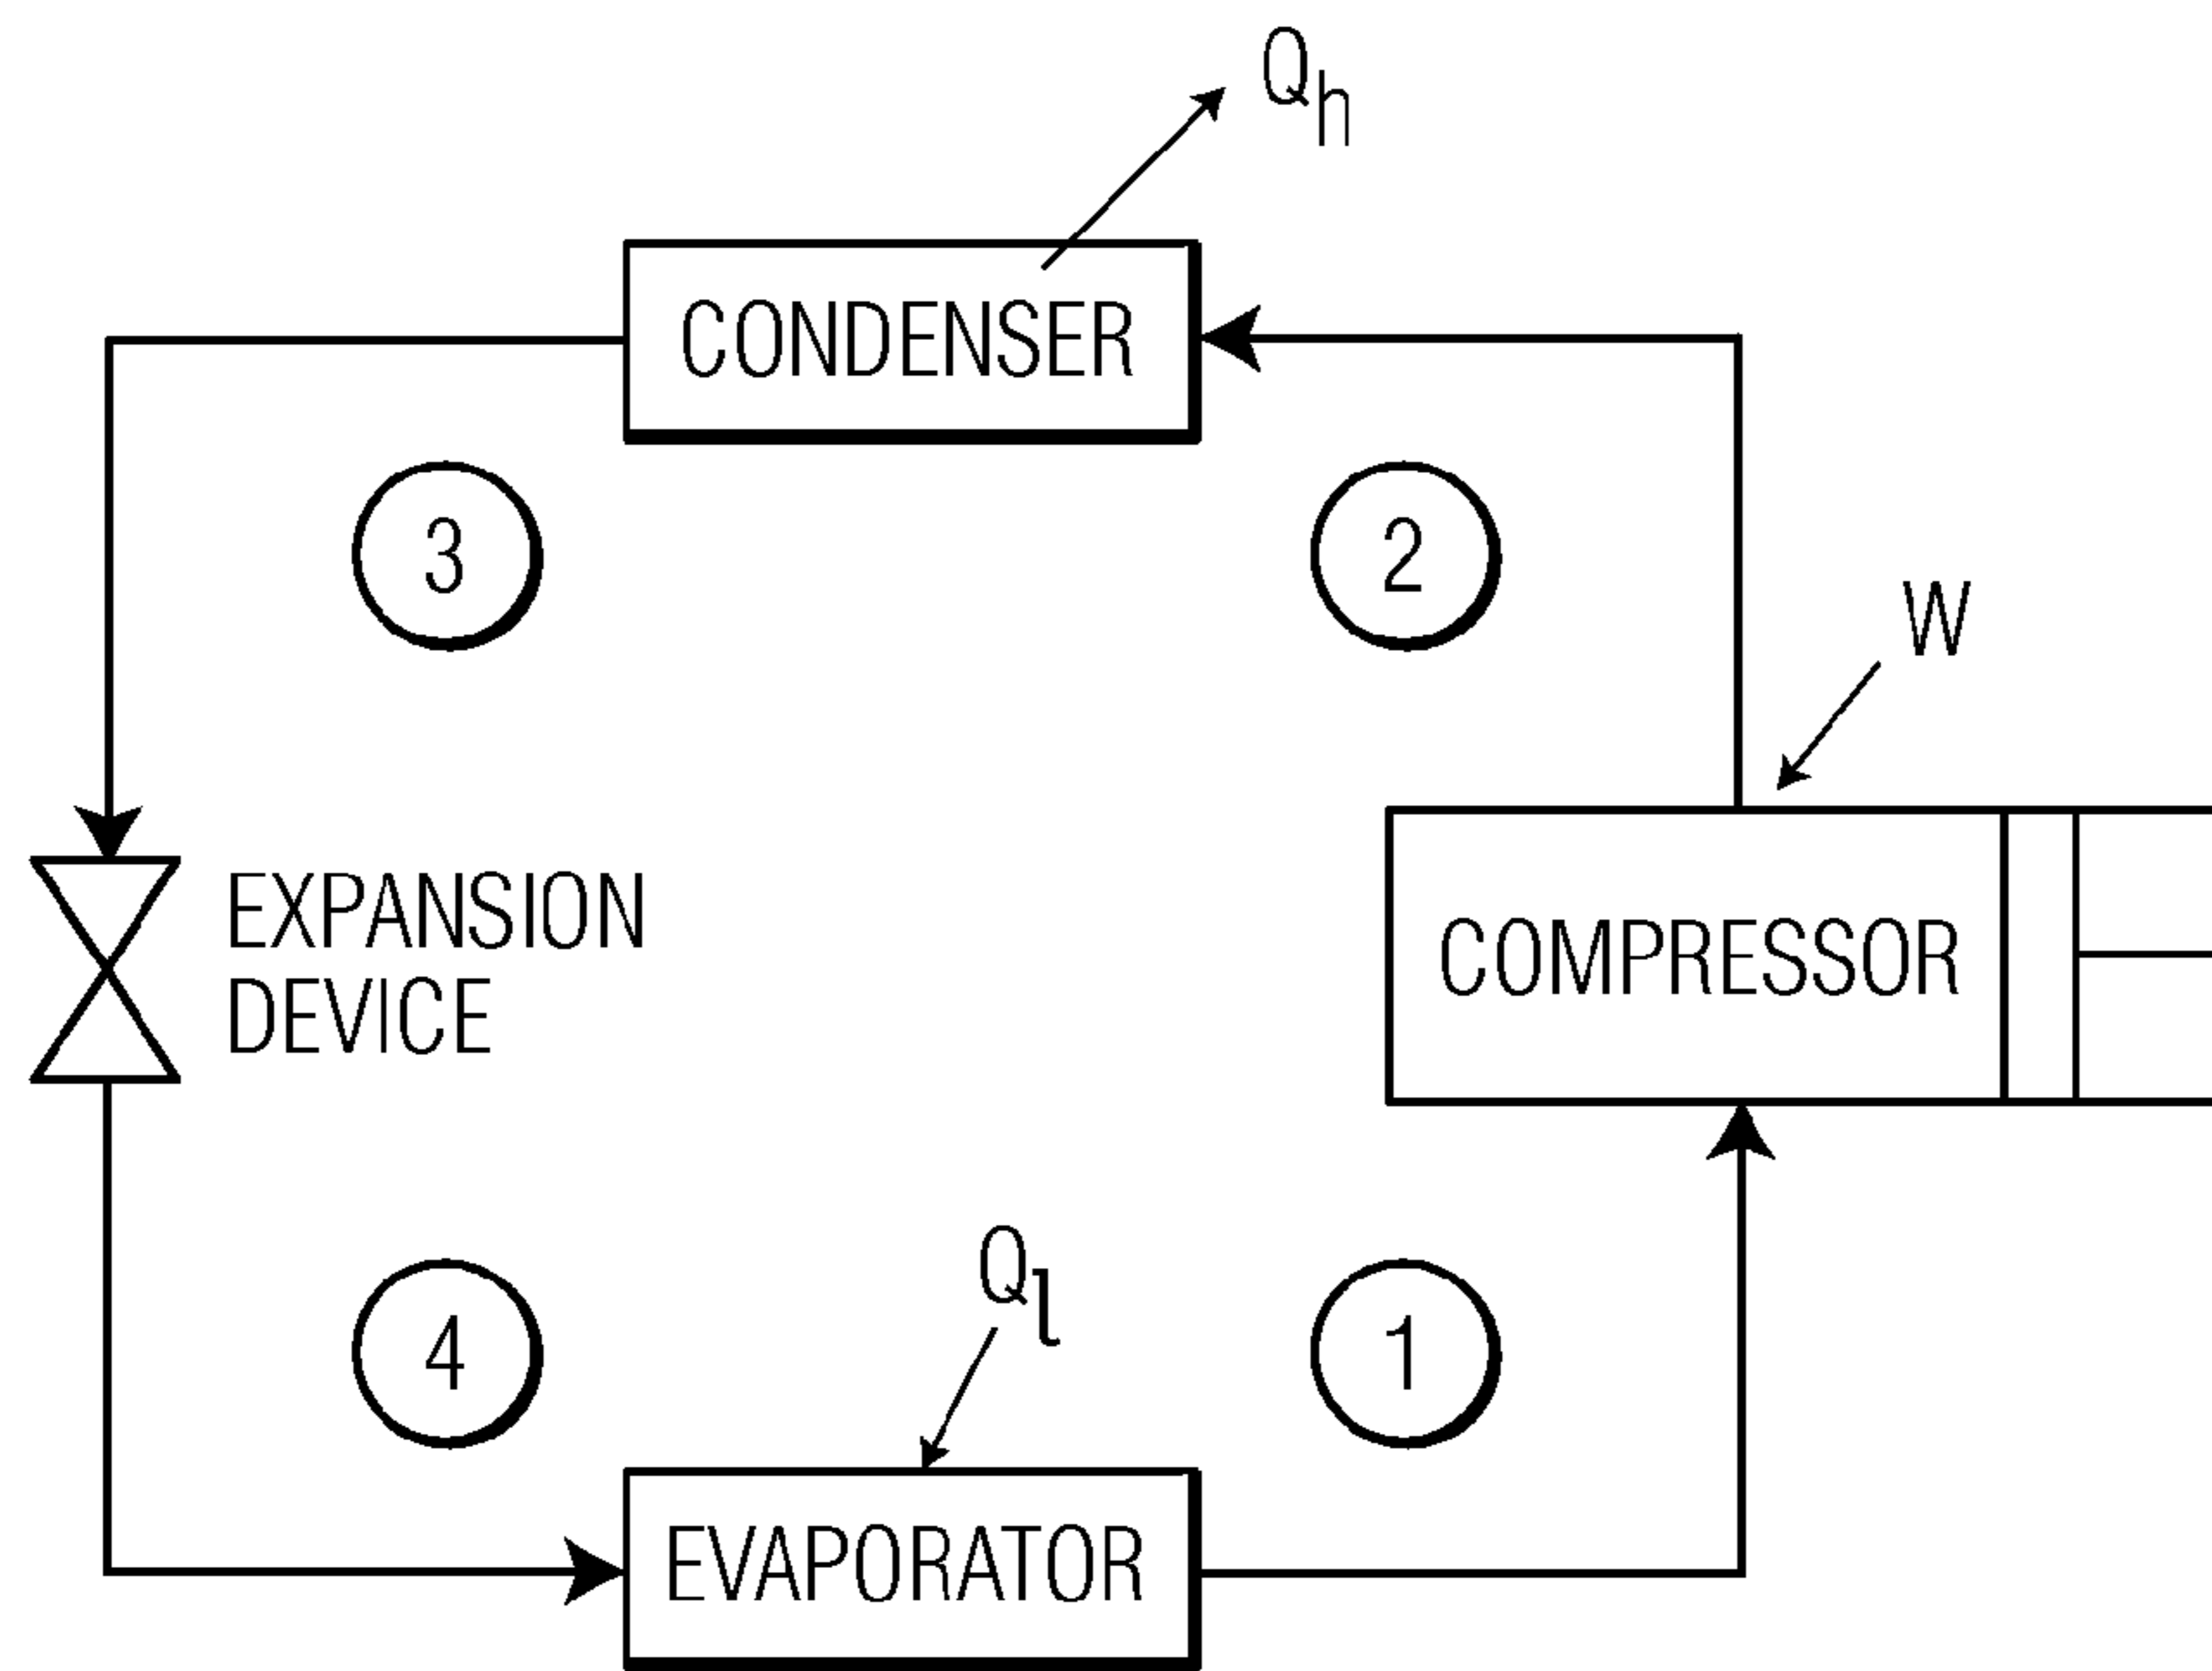 Qh
CONDENSER
3
2
W
EXPANSION
DEVICE
COMPRESSOR
Ql
4
1
EVAPORATOR